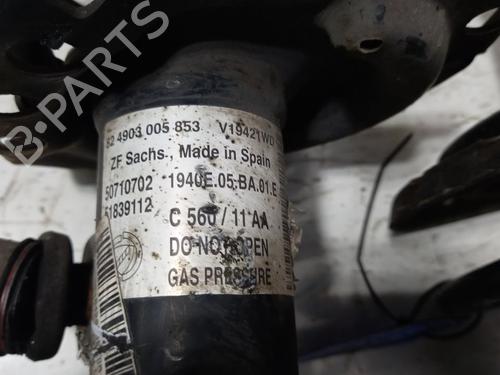 82 4903 005 853 V19421WD
ZF Sachs, Made in Spain
50710702 1940E.05.BA.01.E
51839112
C 560 / 11 AA
DO NOT OPEN
GAS PRESSURE
B-PARTS